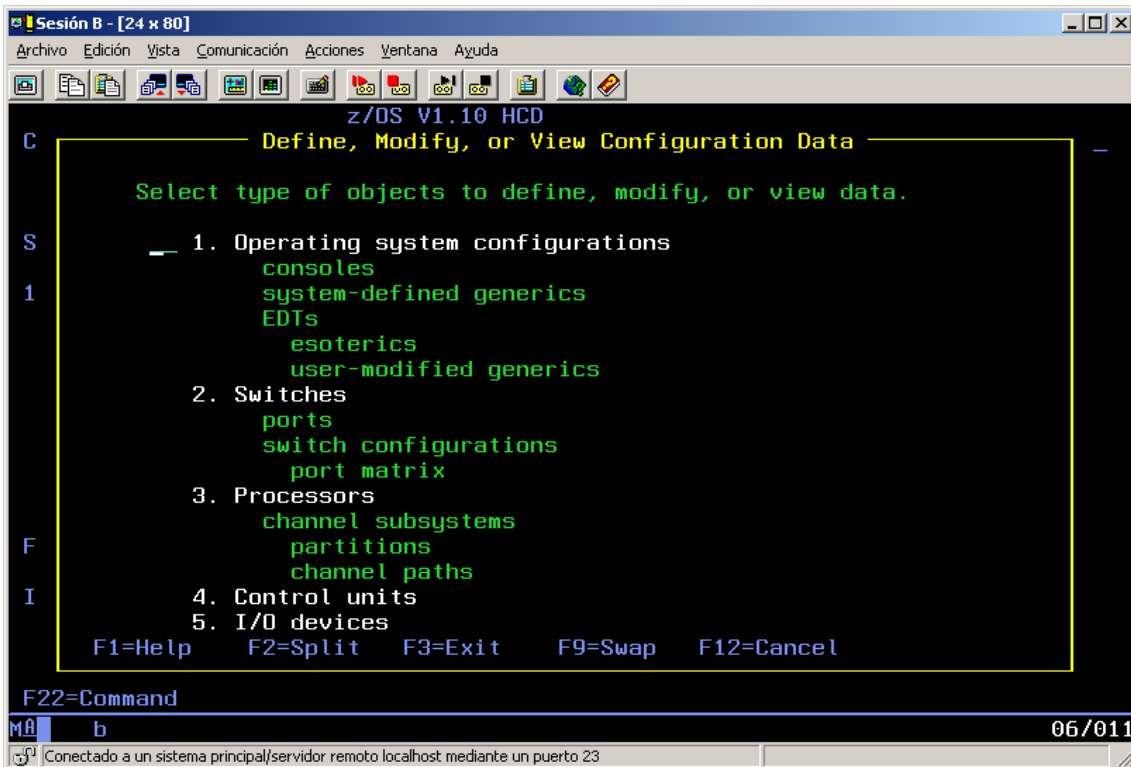 Sesión B - [24 x 80]
Archivo Edición Vista Comunicación Acciones Ventana Ayuda
z/OS V1.10 HCD
C Define, Modify, or View Configuration Data
Select type of objects to define, modify, or view data.
S __ 1. Operating system configurations
consoles
1 system-defined generics
EDTs
esoterics
user-modified generics
2. Switches
ports
switch configurations
port matrix
3. Processors
channel subsystems
F partitions
channel paths
I 4. Control units
5. I/O devices
F1=Help F2=Split F3=Exit F9=Swap F12=Cancel
F22=Command
MA b 06/011
Conectado a un sistema principal/servidor remoto localhost mediante un puerto 23